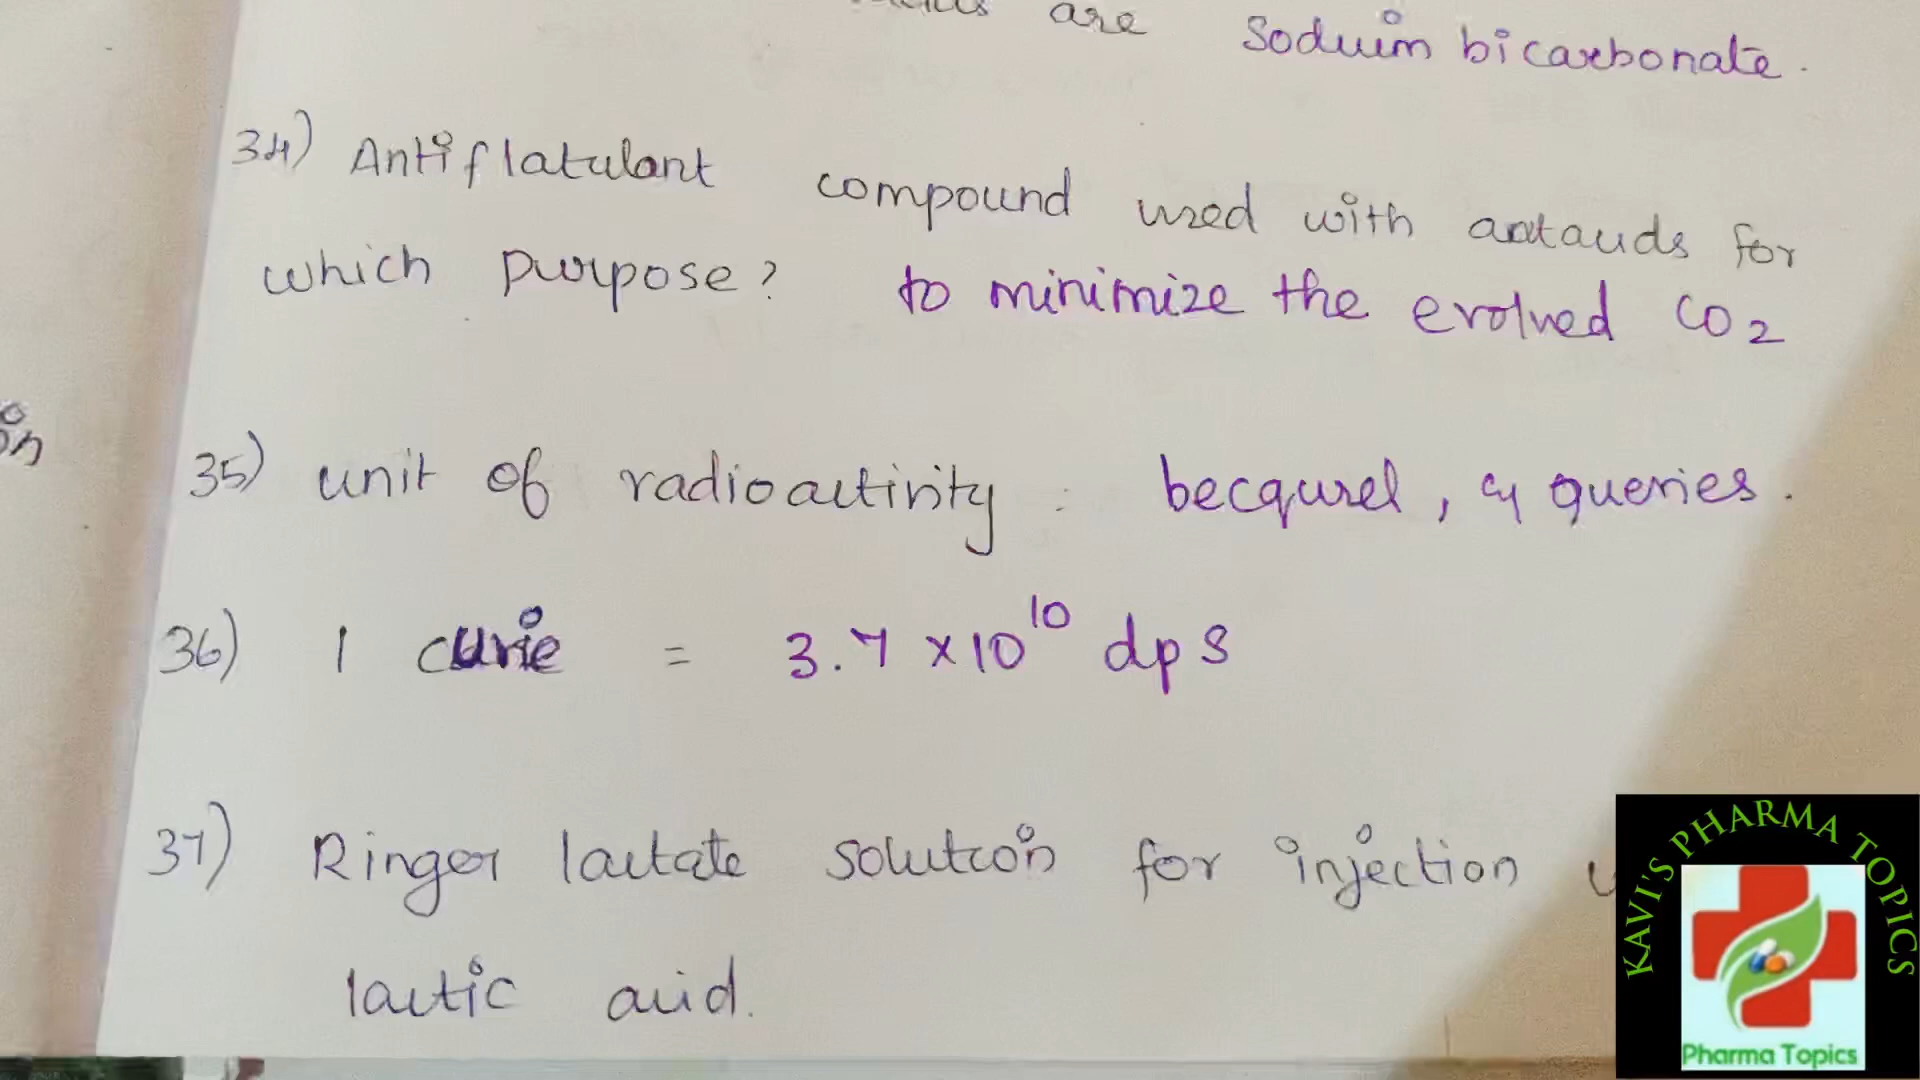 are Sodium bicarbonate.
34) Antiflatulant compound used with antacids for
which purpose? to minimize the evolved CO2
35) unit of radioactivity : becqurel, queries.
36) 1 curie = 3.7 x10^10 dps
37) Ringer lactate solution for injection
lactic acid.
KAVI'S PHARMA TOPICS
Pharma Topics